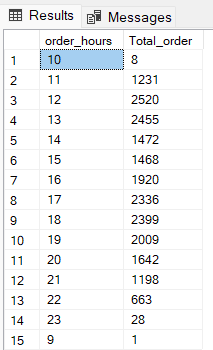 Results Messages
order_hours Total_order
1 10 8
2 11 1231
3 12 2520
4 13 2455
5 14 1472
6 15 1468
7 16 1920
8 17 2336
9 18 2399
10 19 2009
11 20 1642
12 21 1198
13 22 663
14 23 28
15 9 1